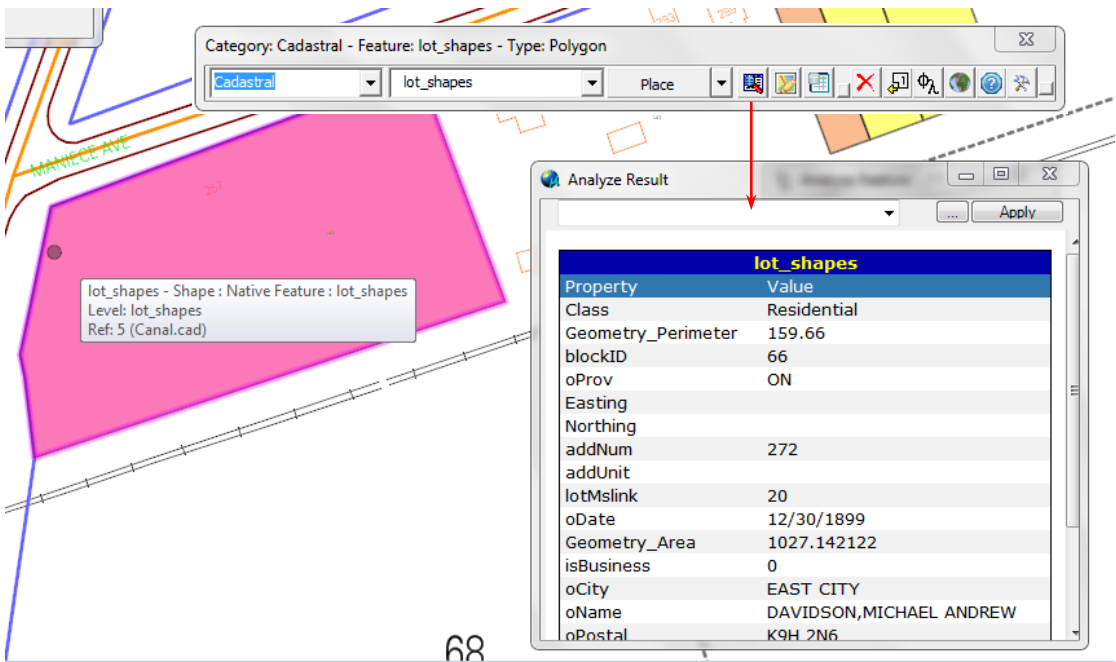 Category: Cadastral - Feature: lot_shapes - Type: Polygon
Cadastral lot_shapes Place
MANIECE AVE
267
lot_shapes - Shape : Native Feature : lot_shapes
Level: lot_shapes
Ref: 5 (Canal.cad)
Analyze Result
... Apply
lot_shapes
Property Value
Class Residential
Geometry_Perimeter 159.66
blockID 66
oProv ON
Easting
Northing
addNum 272
addUnit
lotMslink 20
oDate 12/30/1899
Geometry_Area 1027.142122
isBusiness 0
oCity EAST CITY
oName DAVIDSON,MICHAEL ANDREW
oPostal K9H 2N6
68